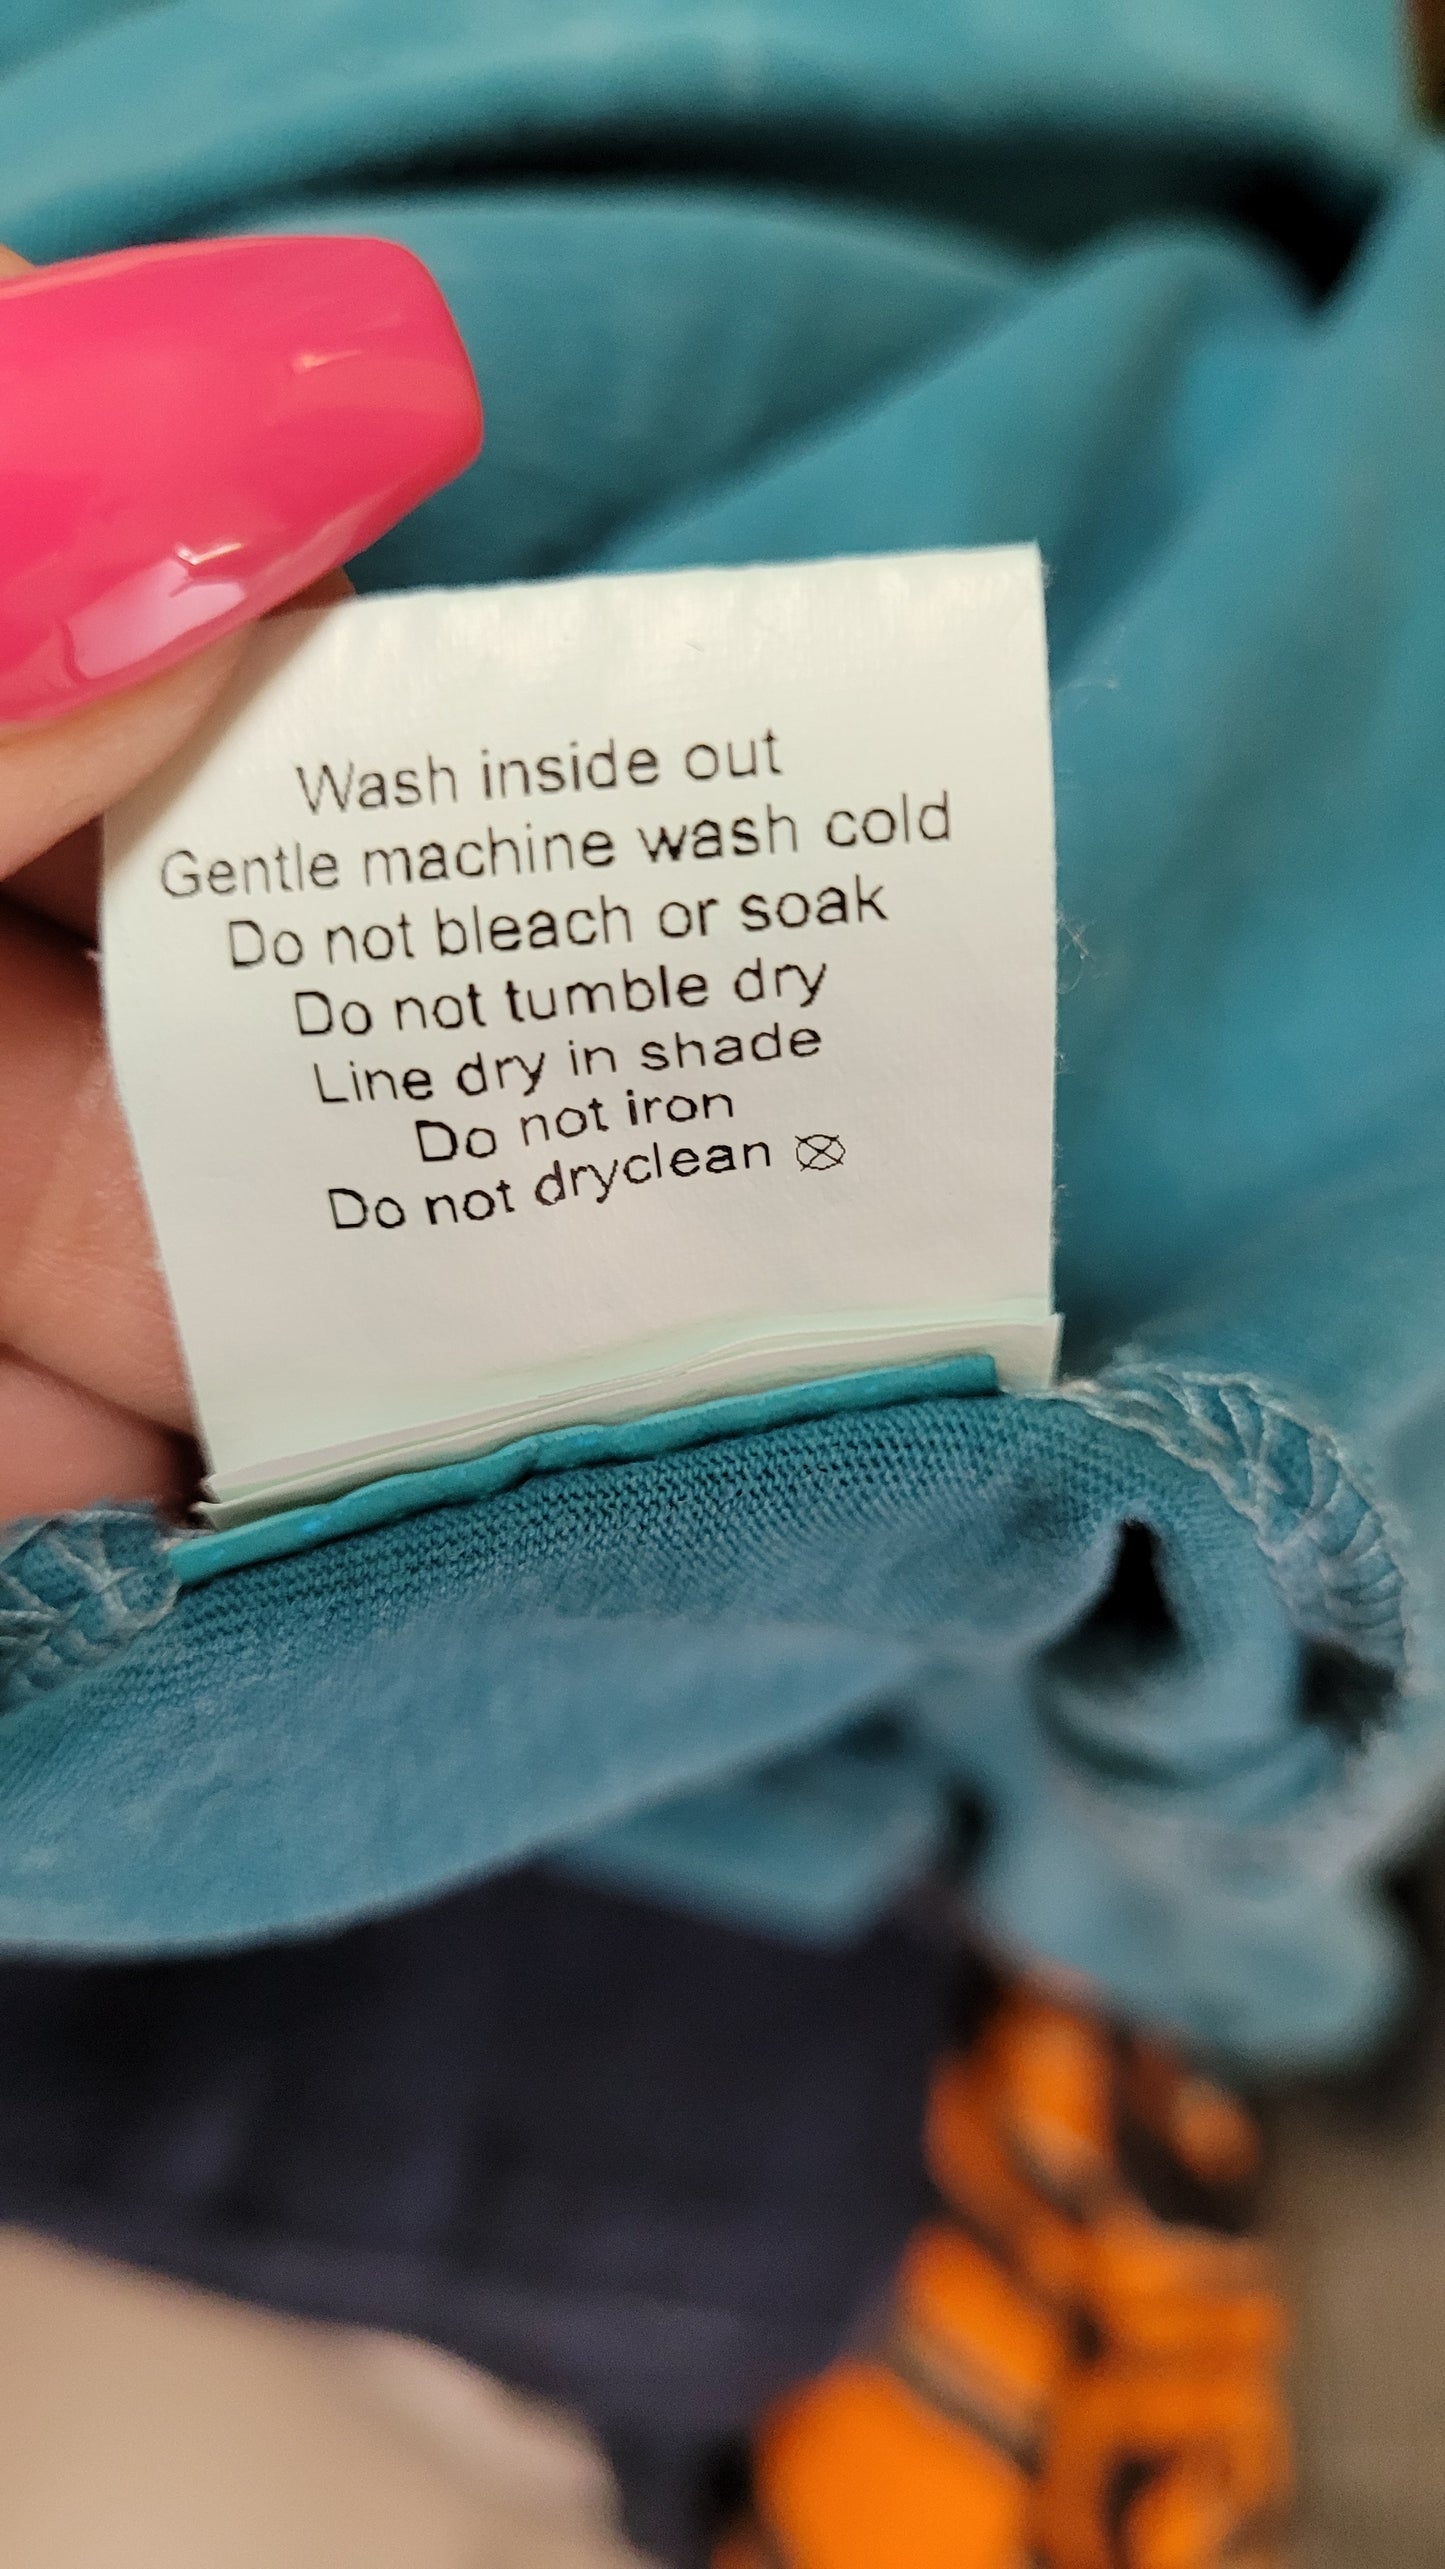 Wash inside out
Gentle machine wash cold
Do not bleach or soak
Do not tumble dry
Line dry in shade
Do not iron
Do not dryclean